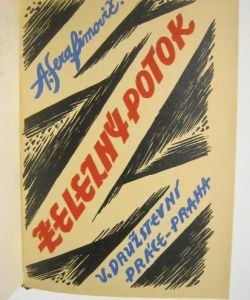 A. Serafimovič:
ŽELEZNÝ POTOK
V. DRUŽSTEVNÍ
PRÁCE-PRAHA